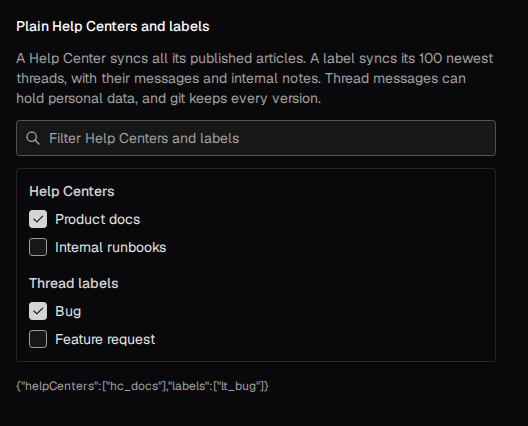 Plain Help Centers and labels
A Help Center syncs all its published articles. A label syncs its 100 newest
threads, with their messages and internal notes. Thread messages can
hold personal data, and git keeps every version.
Filter Help Centers and labels
Help Centers
Product docs
Internal runbooks
Thread labels
Bug
Feature request
{"helpCenters":["hc_docs"],"labels":["lt_bug"]}